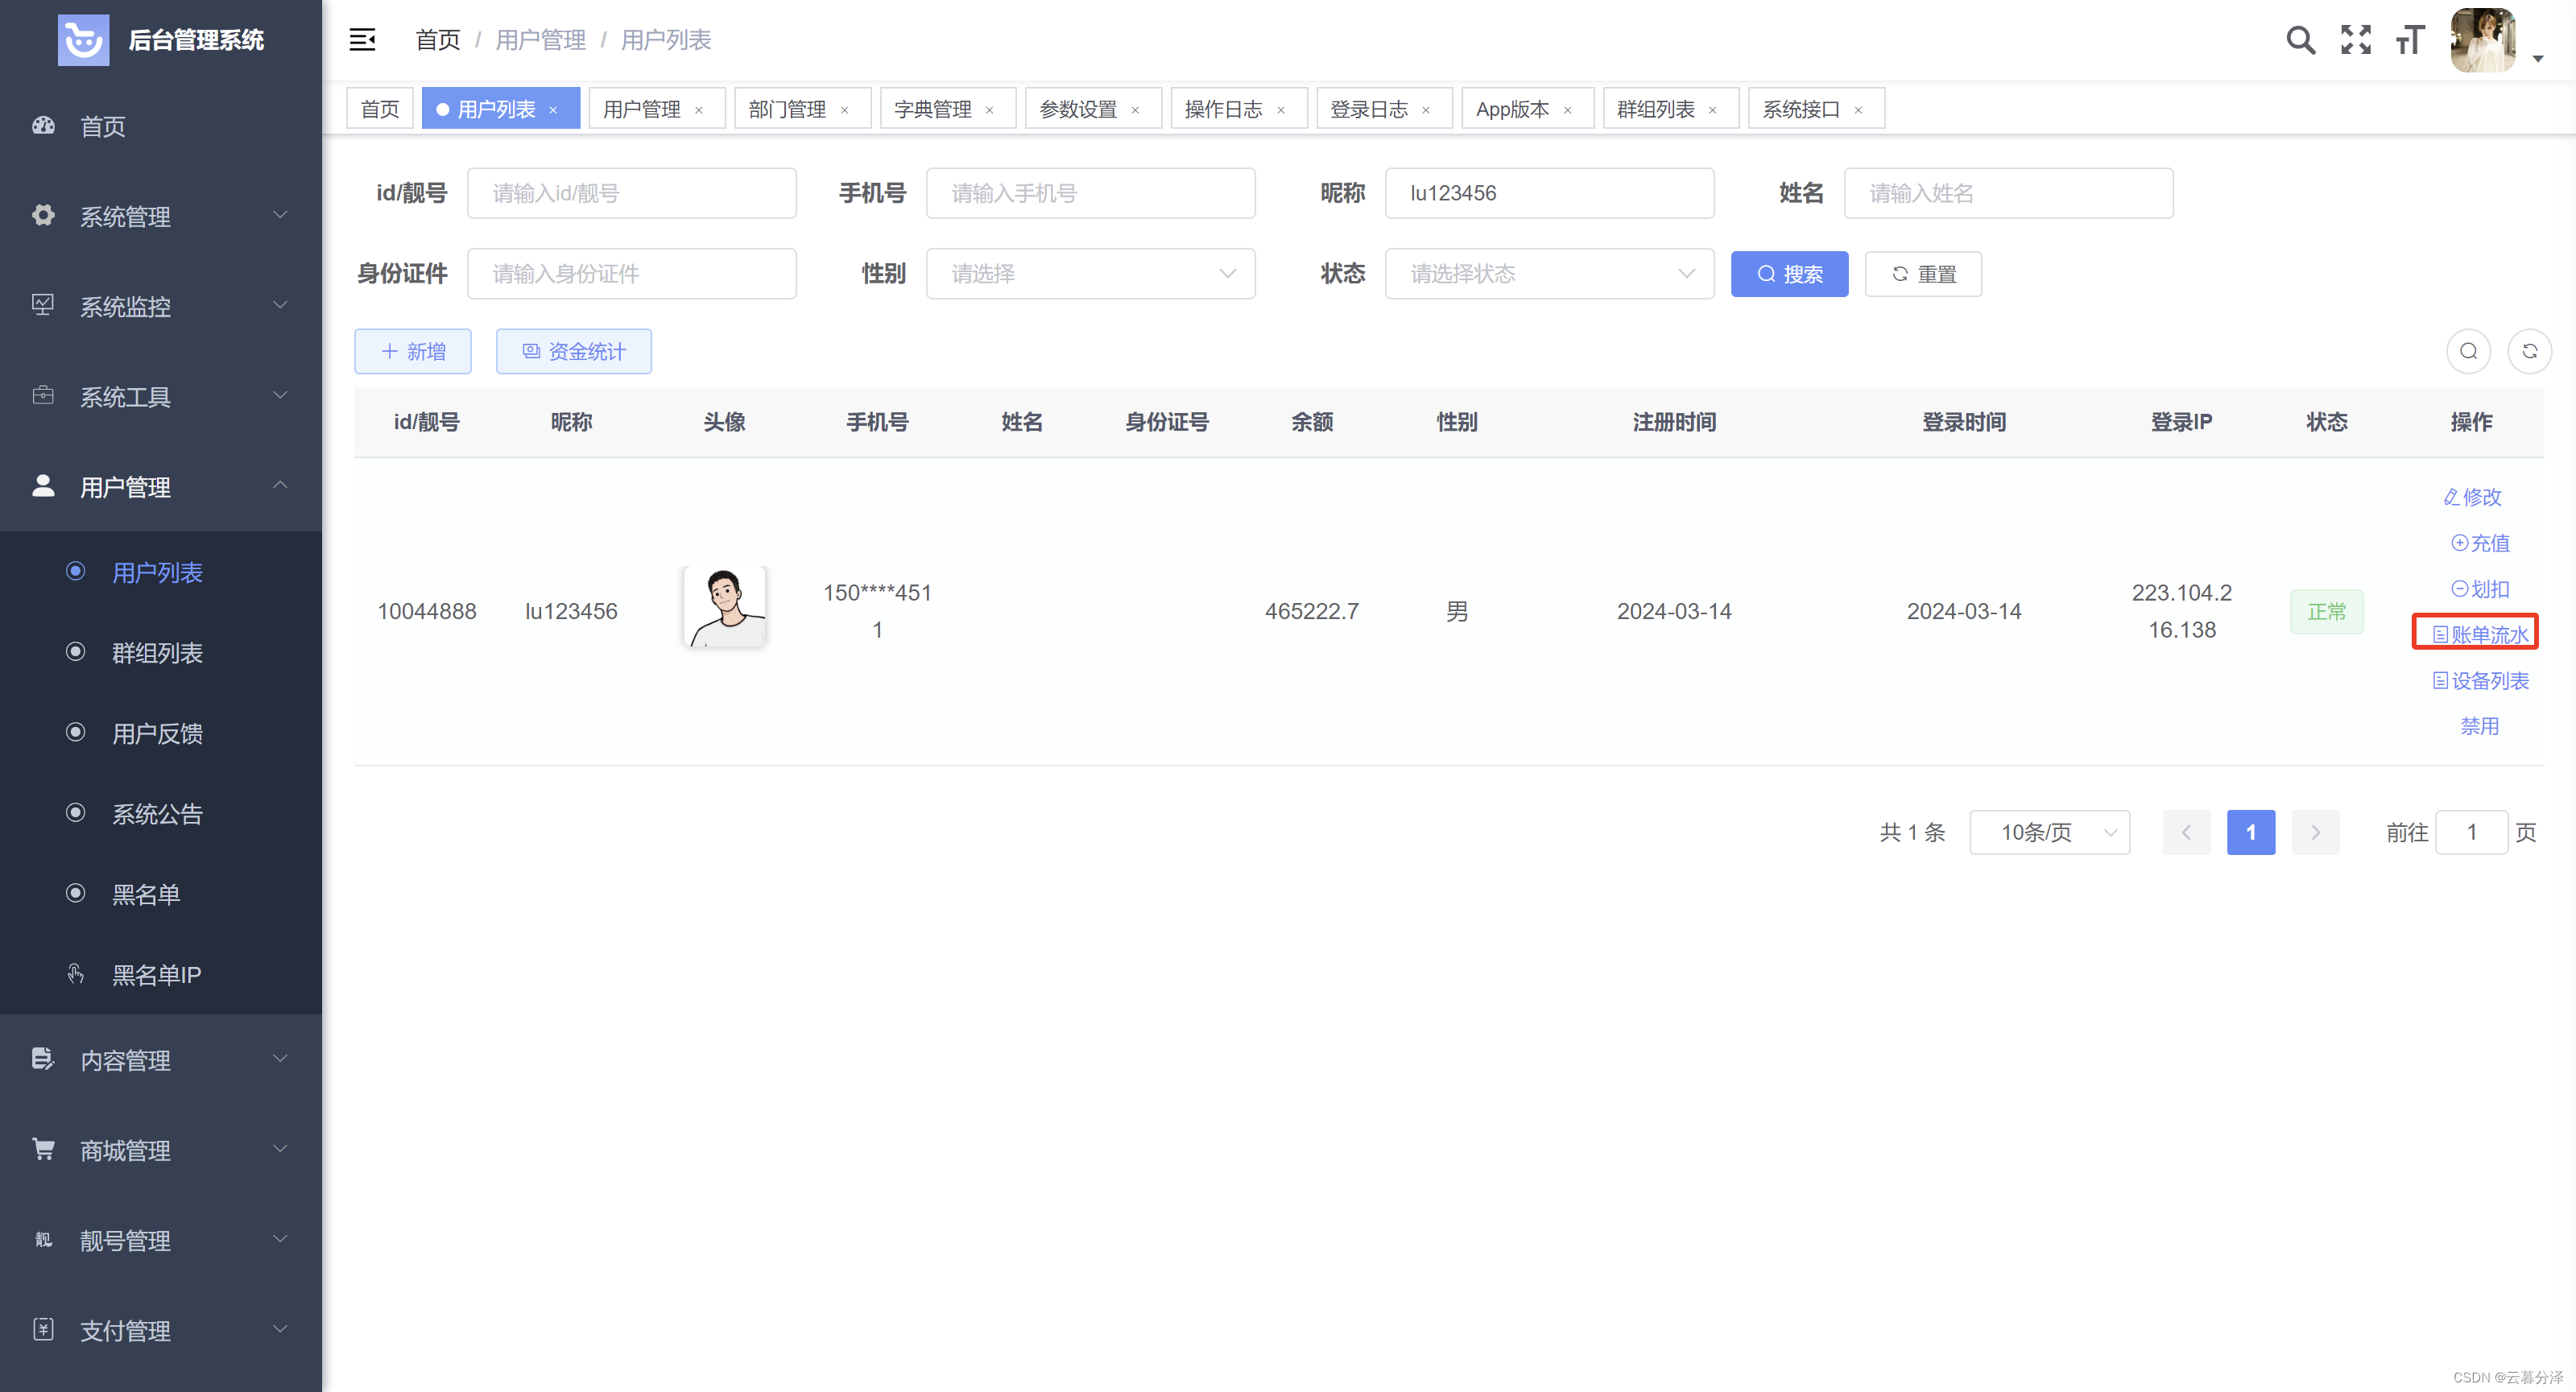 后台管理系统
首页 / 用户管理 / 用户列表
首页 用户列表 × 用户管理 × 部门管理 × 字典管理 × 参数设置 × 操作日志 × 登录日志 × App版本 × 群组列表 × 系统接口 ×
首页
系统管理
系统监控
系统工具
用户管理
用户列表
群组列表
用户反馈
系统公告
黑名单
黑名单IP
内容管理
商城管理
靓 靓号管理
支付管理
id/靓号 请输入id/靓号 手机号 请输入手机号 昵称 lu123456 姓名 请输入姓名
身份证件 请输入身份证件 性别 请选择 状态 请选择状态 搜索 重置
新增 资金统计
id/靓号 昵称 头像 手机号 姓名 身份证号 余额 性别 注册时间 登录时间 登录IP 状态 操作
10044888 lu123456 150****451
1 465222.7 男 2024-03-14 2024-03-14 223.104.2
16.138 正常
修改
充值
划扣
账单流水
设备列表
禁用
共 1 条 10条/页 1 前往 1 页
CSDN @云暮分泽